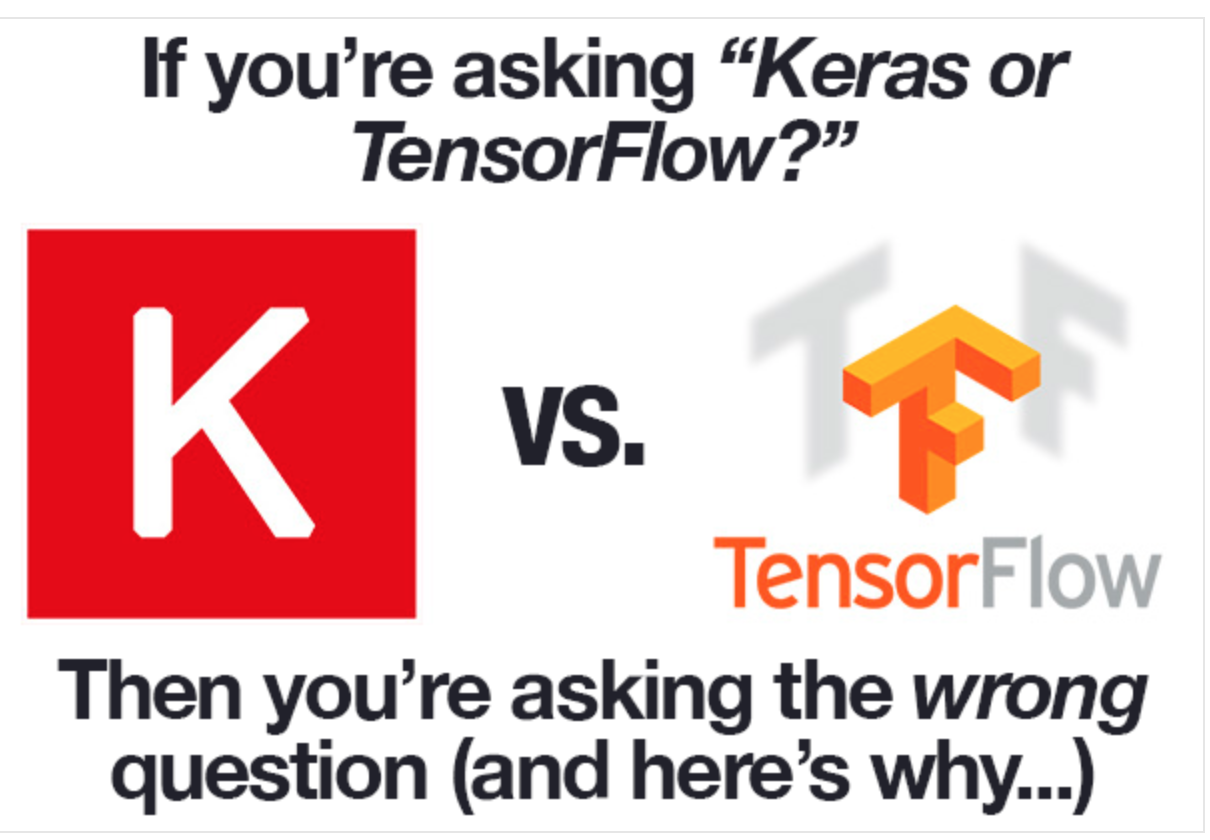 If you’re asking “Keras or
TensorFlow?”
K
vs.
TF
TensorFlow
Then you’re asking the wrong
question (and here’s why...)